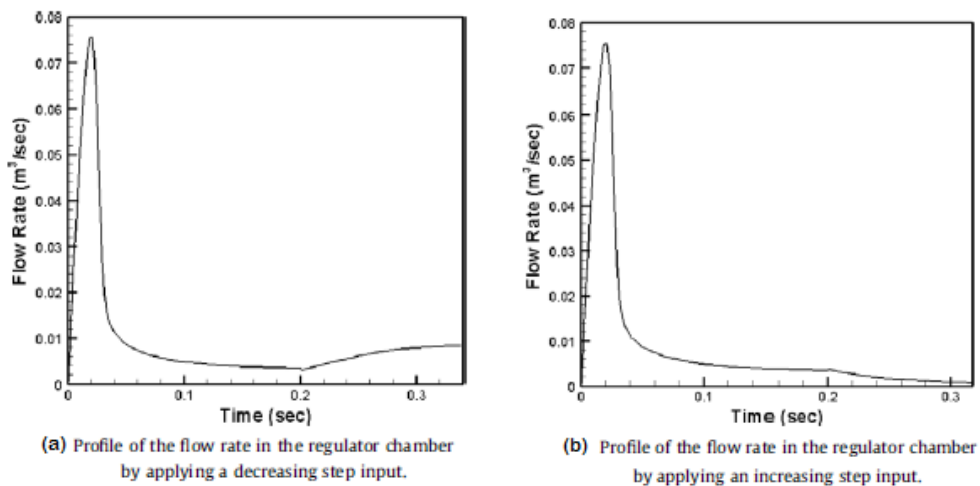 0.08
0.07
0.06
0.05
0.04
0.03
0.02
0.01
0
Flow Rate (m³/sec)
0 0.1 0.2 0.3
Time (sec)
(a) Profile of the flow rate in the regulator chamber
by applying a decreasing step input.
0.08
0.07
0.06
0.05
0.04
0.03
0.02
0.01
0
Flow Rate (m³/sec)
0 0.1 0.2 0.3
Time (sec)
(b) Profile of the flow rate in the regulator chamber
by applying an increasing step input.